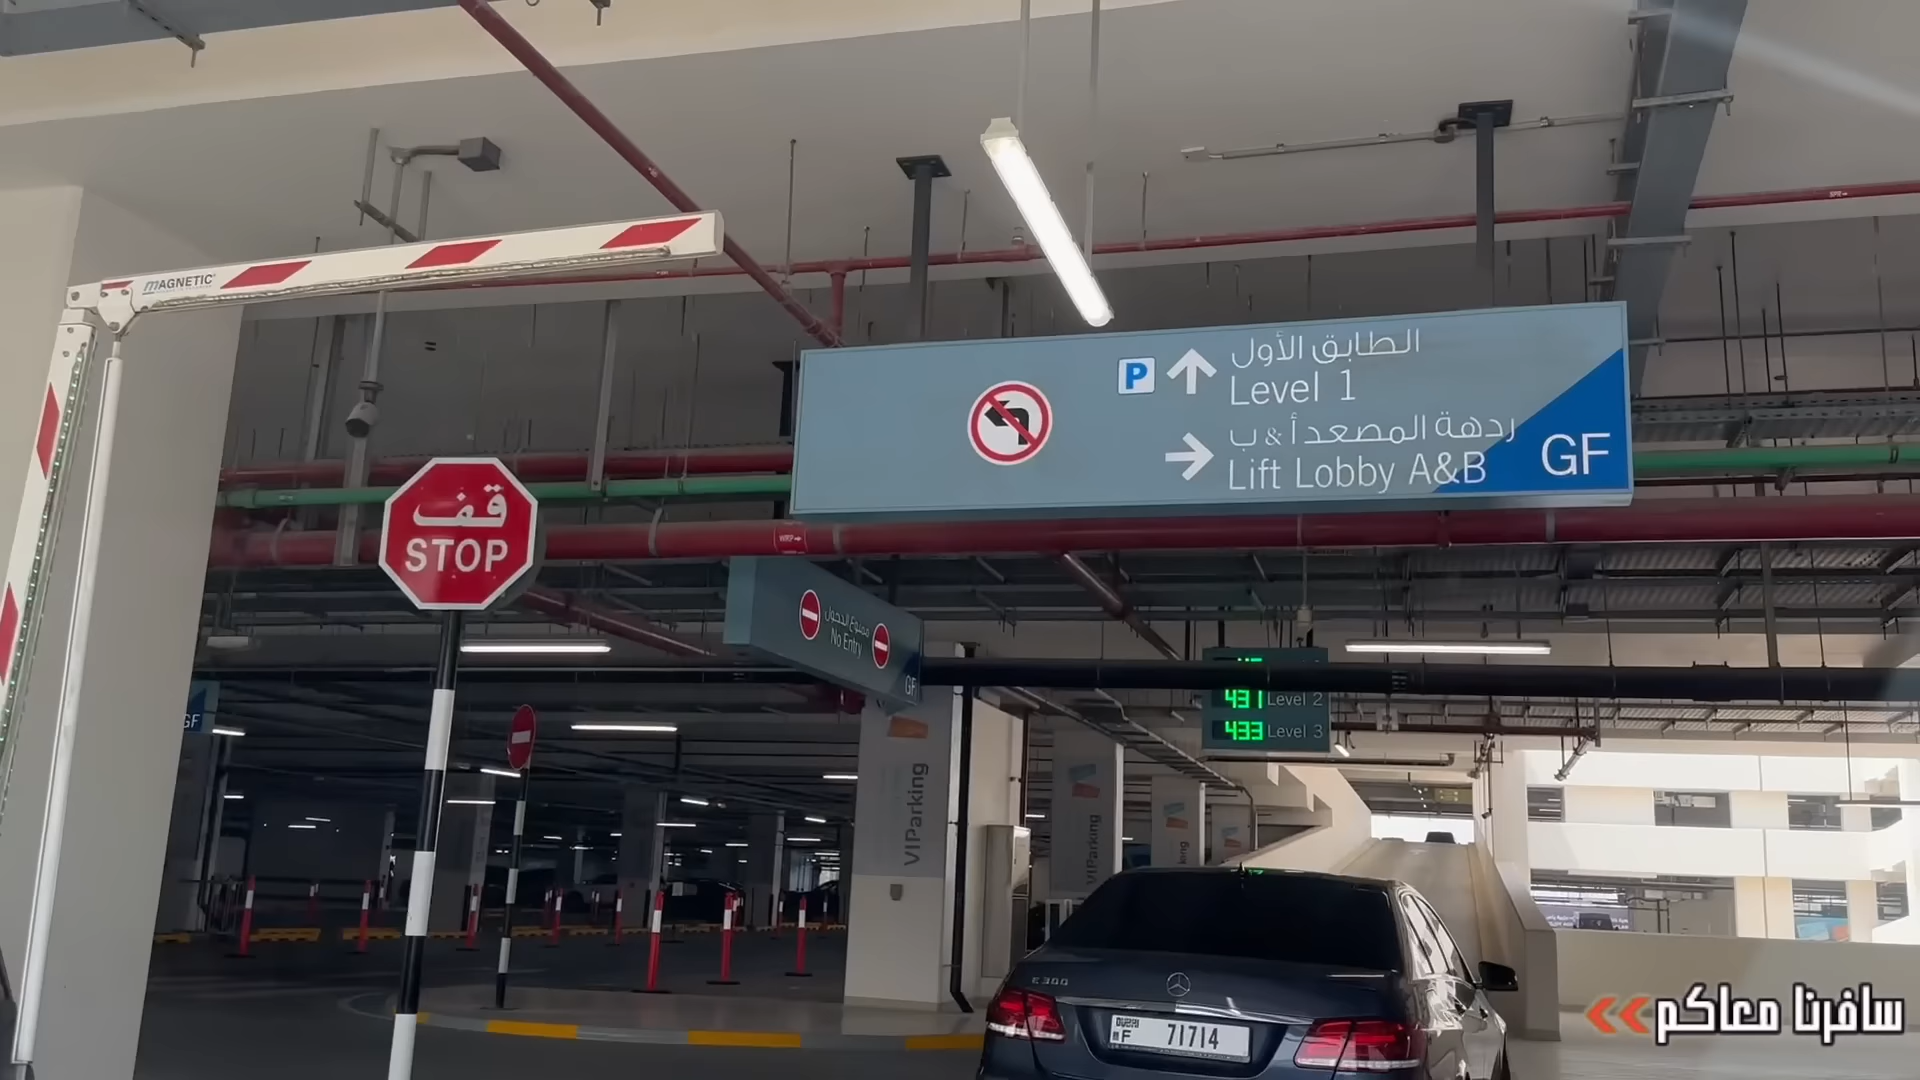 MAGNETIC
P
الطابق الأول
Level 1
ردهة المصعد أ & ب
Lift Lobby A&B
GF
قف
STOP
ممنوع الدخول
No Entry
GF
GF
431 Level 2
433 Level 3
VIParking
VIParking
E 300
DUBAI F 71714
سافرنا معاكم